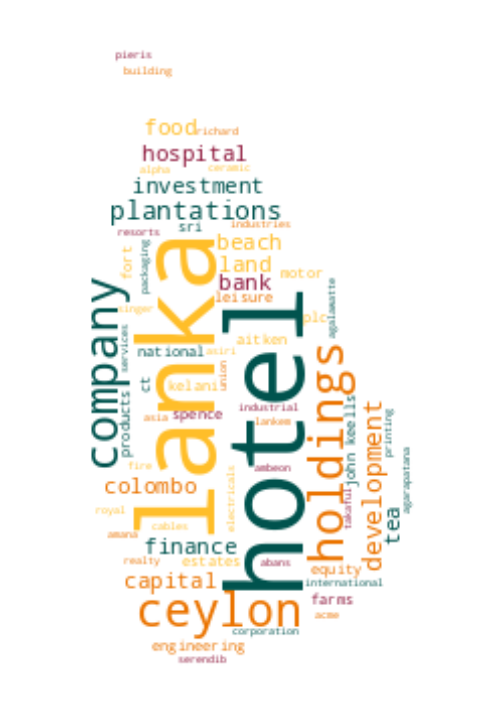 pieris
building
food
richard
hospital
alpha
ceramic
investment
plantations
sri
industries
resorts
beach
fort
packaging
land
bank
motor
leisure
agalawatte
company
lanka
hotel
singer
plc
services
aitken
national
asiri
holdings
ct
kelani
union
products
asia
spence
industrial
lankem
john keells
development
printing
fire
ambeon
colombo
electricals
takaful
tea
agarapatana
royal
cables
amana
finance
realty
estates
abans
equity
capital
international
ceylon
farms
acme
corporation
engineering
serendib